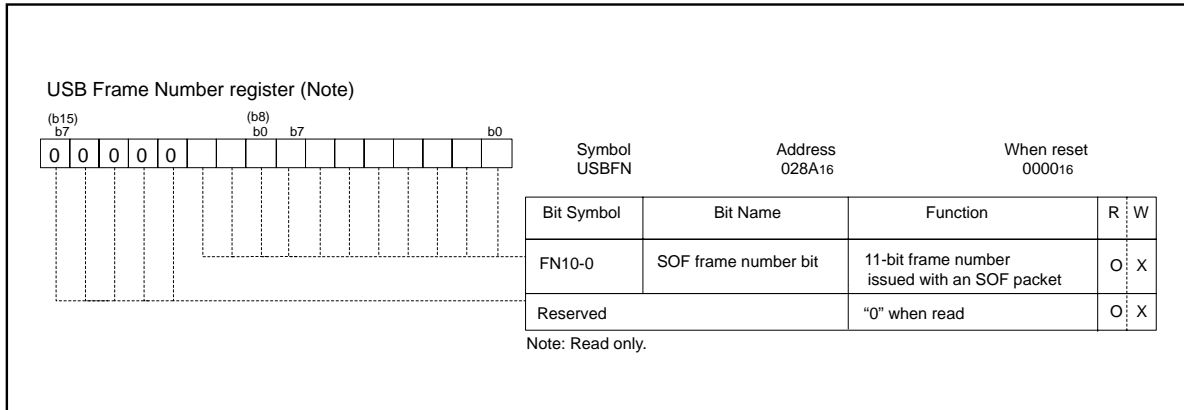 USB Frame Number register (Note)
(b15) (b8)
b7 b0 b7 b0
0 0 0 0 0
Symbol Address When reset
USBFN 028A16 000016
Bit Symbol Bit Name Function R W
FN10-0 SOF frame number bit 11-bit frame number O X
issued with an SOF packet
Reserved “0” when read O X
Note: Read only.